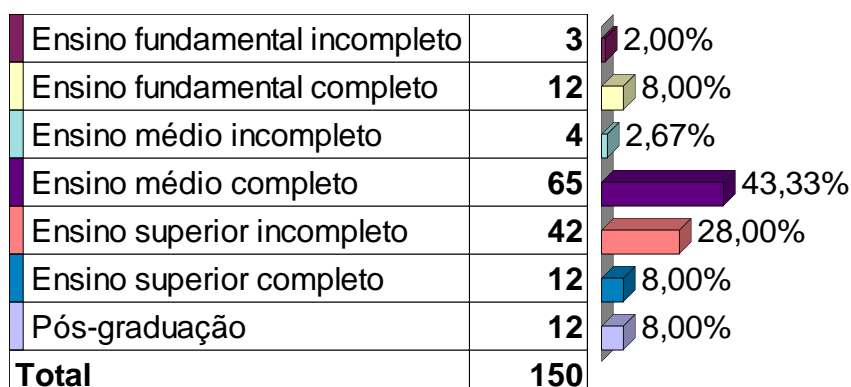 Ensino fundamental incompleto 3 2,00%
Ensino fundamental completo 12 8,00%
Ensino médio incompleto 4 2,67%
Ensino médio completo 65 43,33%
Ensino superior incompleto 42 28,00%
Ensino superior completo 12 8,00%
Pós-graduação 12 8,00%
Total 150